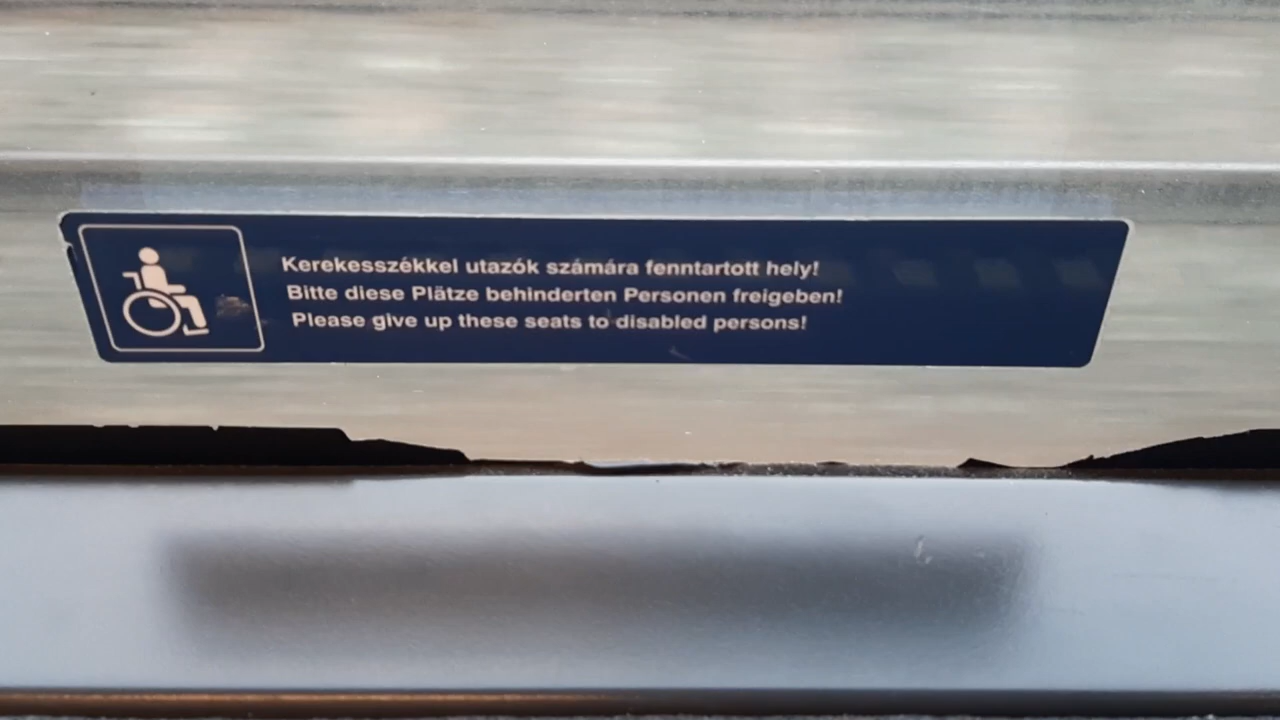 Kerekesszékkel utazók számára fenntartott hely!
Bitte diese Plätze behinderten Personen freigeben!
Please give up these seats to disabled persons!